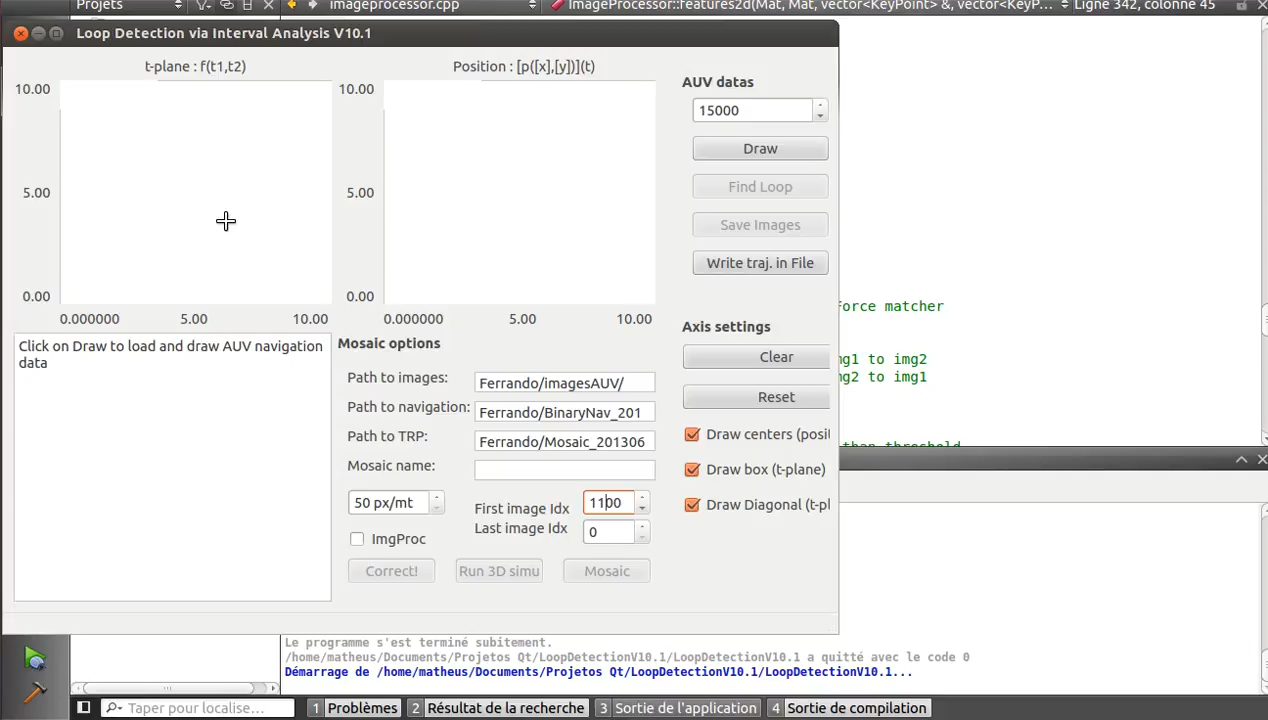 Projets
imageprocessor.cpp
ImageProcessor::features2d(Mat, Mat, vector<KeyPoint> &, vector<KeyP...
Ligne 342, colonne 45
Loop Detection via Interval Analysis V10.1
t-plane : f(t1,t2)
Position : [p([x],[y])](t)
AUV datas
10.00
10.00
15000
Draw
5.00
5.00
Find Loop
Save Images
Write traj. in File
0.00
0.00
0.000000
5.00
10.00
0.000000
5.00
10.00
Force matcher
Axis settings
Click on Draw to load and draw AUV navigation
data
Mosaic options
Clear
img1 to img2
img2 to img1
Path to images:
Ferrando/imagesAUV/
Reset
Path to navigation:
Ferrando/BinaryNav_201
Path to TRP:
Ferrando/Mosaic_201306
Draw centers (posit
than threshold
Mosaic name:
Draw box (t-plane)
50 px/mt
First image Idx
1100
Draw Diagonal (t-pl
Last image Idx
0
ImgProc
Correct!
Run 3D simu
Mosaic
Le programme s'est terminé subitement.
/home/matheus/Documents/Projetos Qt/LoopDetectionV10.1/LoopDetectionV10.1 a quitté avec le code 0
Démarrage de /home/matheus/Documents/Projetos Qt/LoopDetectionV10.1/LoopDetectionV10.1...
Taper pour localise...
1 Problèmes
2 Résultat de la recherche
3 Sortie de l'application
4 Sortie de compilation